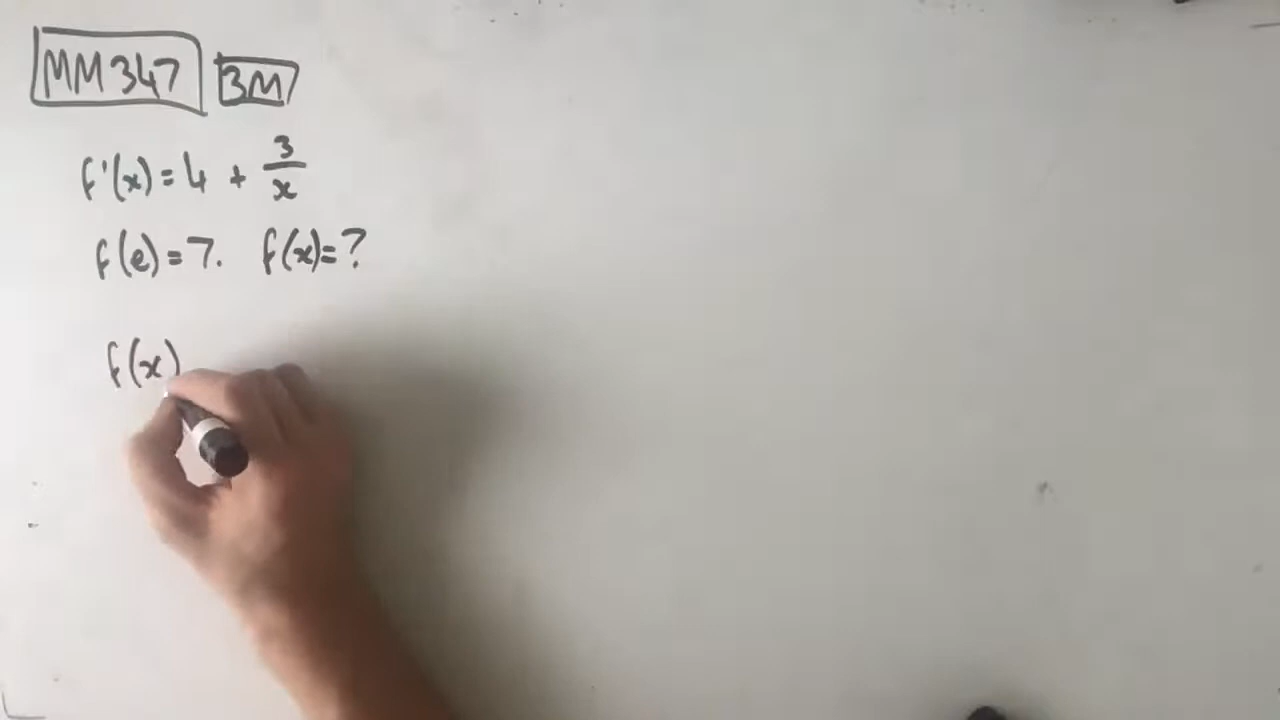 MM347 3M
f'(x) = 4 + 3/x
f(e) = 7. f(x) = ?
f(x)